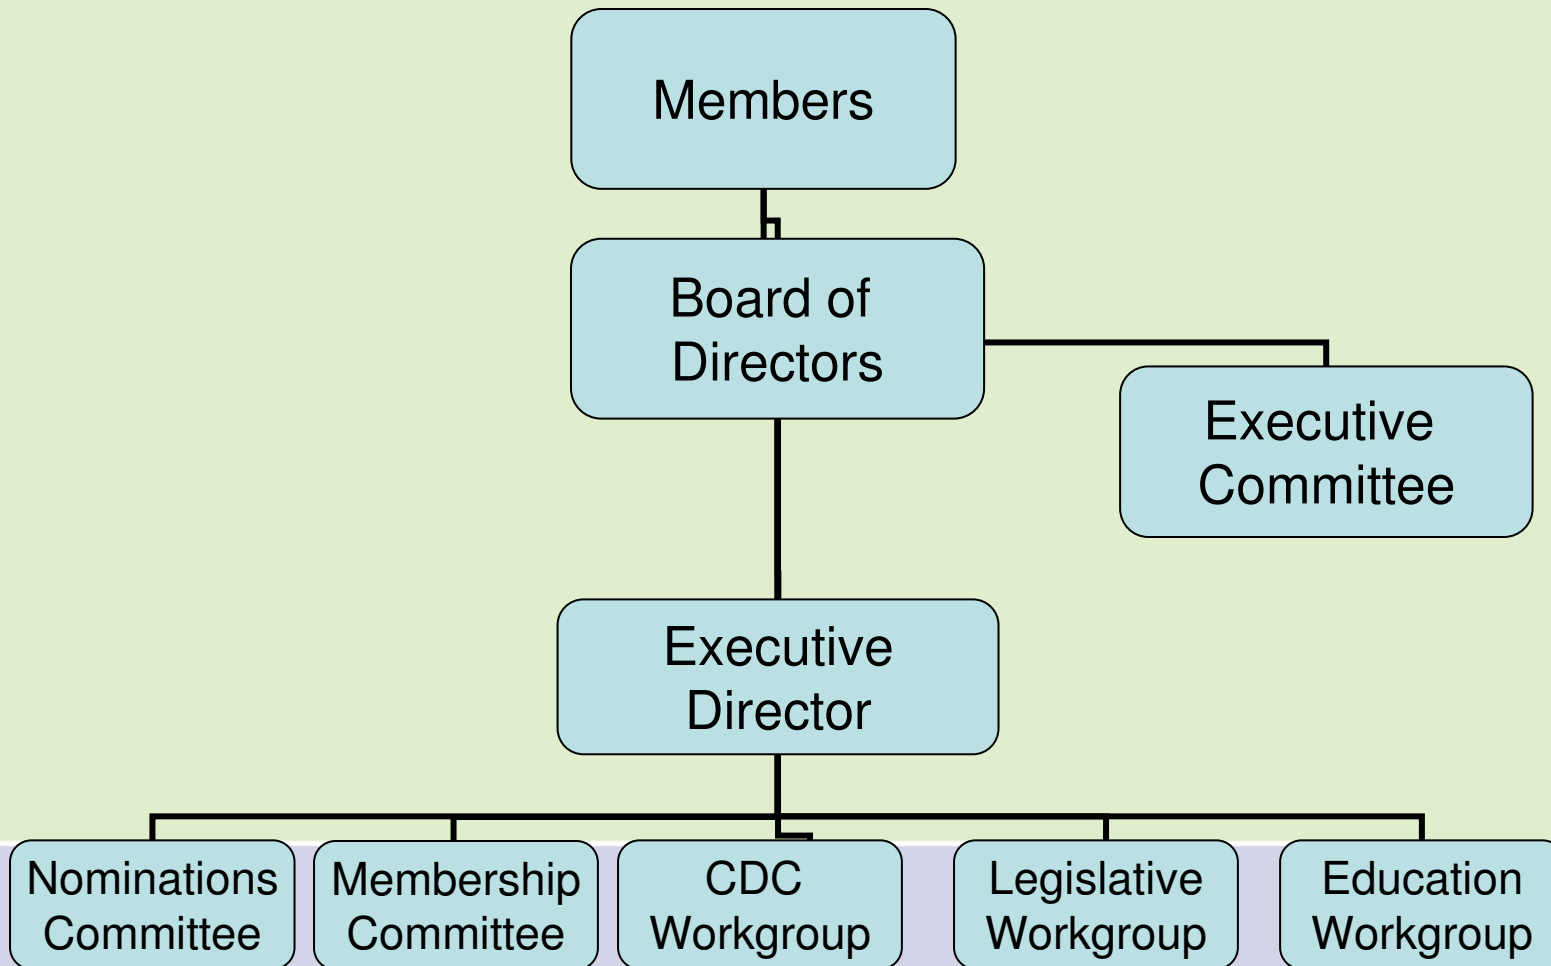 Members
Board of
Directors
Executive
Committee
Executive
Director
Nominations
Committee
Membership
Committee
CDC
Workgroup
Legislative
Workgroup
Education
Workgroup